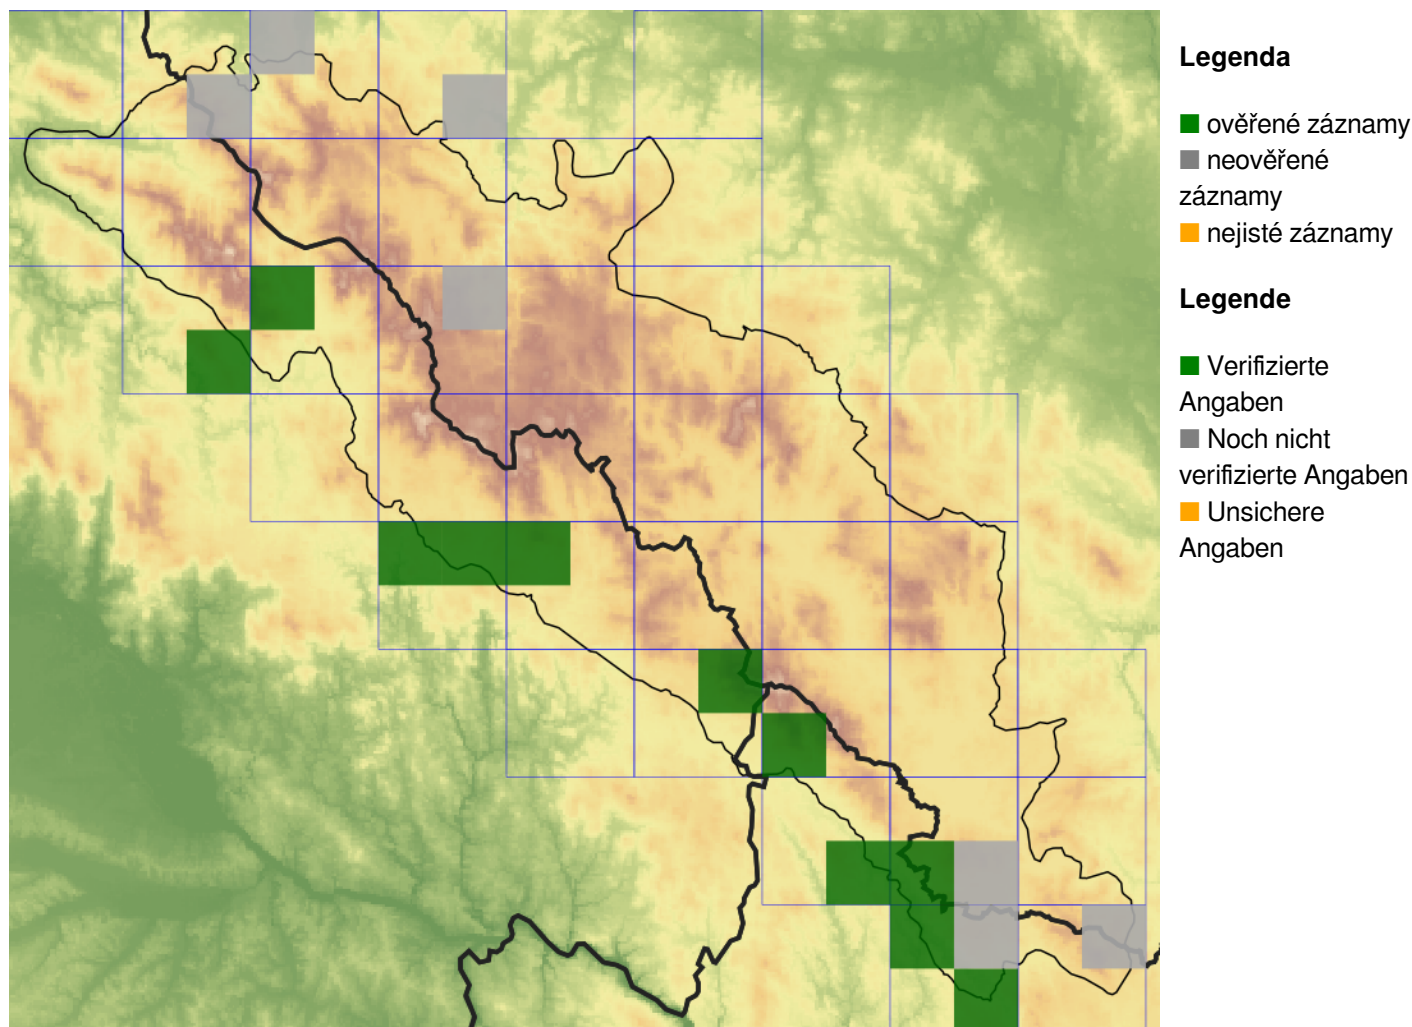 Legenda
ověřené záznamy
neověřené
záznamy
nejisté záznamy
Legende
Verifizierte
Angaben
Noch nicht
verifizierte Angaben
Unsichere
Angaben